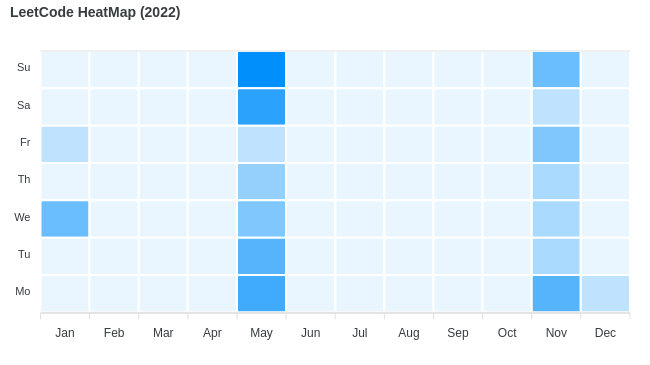 LeetCode HeatMap (2022)
Su
Sa
Fr
Th
We
Tu
Mo
Jan Feb Mar Apr May Jun Jul Aug Sep Oct Nov Dec